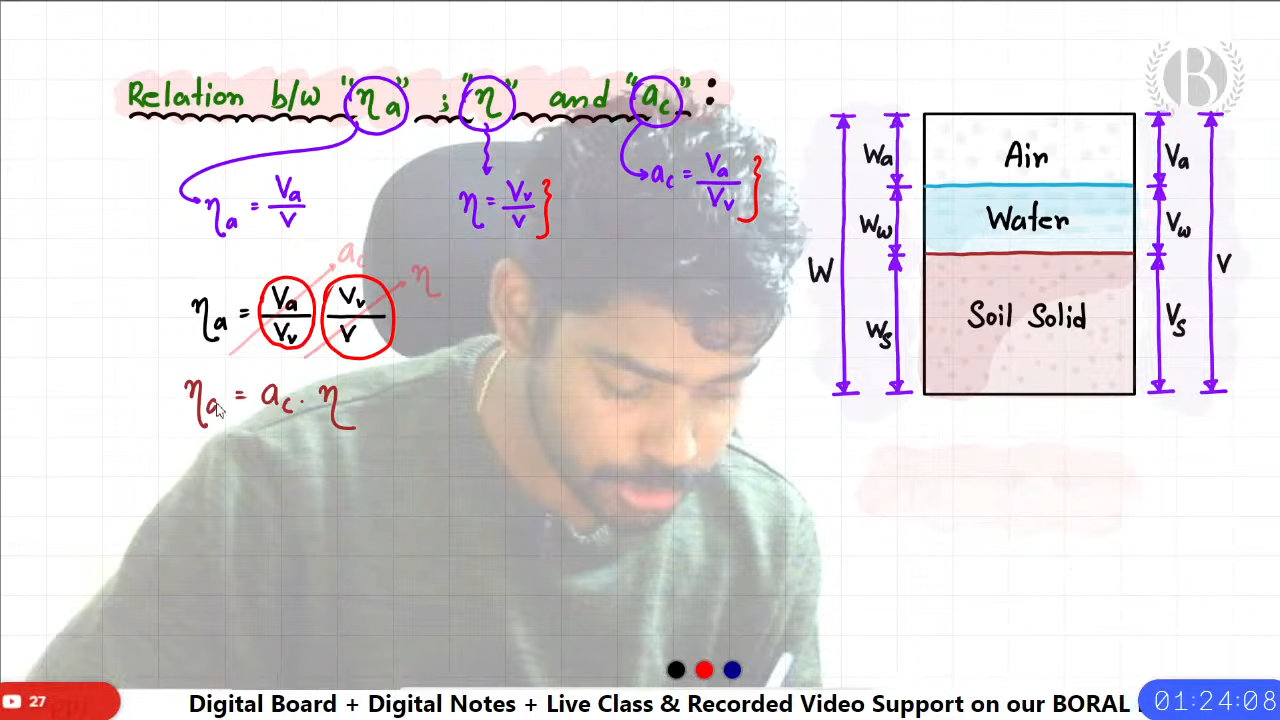 Relation b/w "ηa" ; "η" and "ac" :
ηa = Va/V
η = Vv/V }
ac = Va/Vv }
ac
η
ηa = Va/Vv Vv/V
ηa = ac . η
W
Wa
Ww
Ws
Air
Water
Soil Solid
Va
Vw
Vs
V
B
27
Digital Board + Digital Notes + Live Class & Recorded Video Support on our BORAL
01:24:08